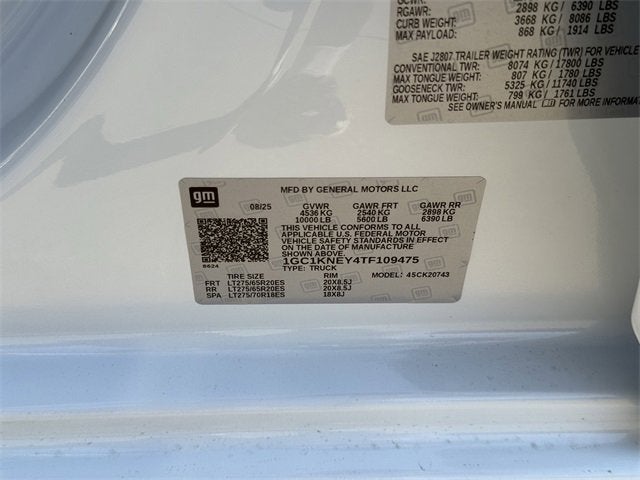 GCWR:
RGAWR: 2898 KG/ 6390 LBS
CURB WEIGHT: 3668 KG/ 8086 LBS
MAX PAYLOAD: 868 KG/ 1914 LBS
SAE J2807 TRAILER WEIGHT RATING (TWR) FOR VEHICLE
CONVENTIONAL TWR: 8074 KG/ 17800 LBS
MAX TONGUE WEIGHT: 807 KG/ 1780 LBS
GOOSENECK TWR: 5325 KG/ 11740 LBS
MAX TONGUE WEIGHT: 799 KG/ 1761 LBS
SEE OWNER'S MANUAL FOR MORE INFORMATION
gm
MFD BY GENERAL MOTORS LLC
08/25 GVWR GAWR FRT GAWR RR
4536 KG 2540 KG 2898 KG
10000 LB 5600 LB 6390 LB
THIS VEHICLE CONFORMS TO ALL
APPLICABLE U.S. FEDERAL MOTOR
VEHICLE SAFETY STANDARDS IN EFFECT
ON THE DATE OF MANUFACTURE
SHOWN ABOVE.
1GC1KNEY4TF109475
8624 TYPE: TRUCK 45CK20743
TIRE SIZE RIM
FRT LT275/65R20ES 20X8.5J
RR LT275/65R20ES 20X8.5J
SPA LT275/70R18ES 18X8J